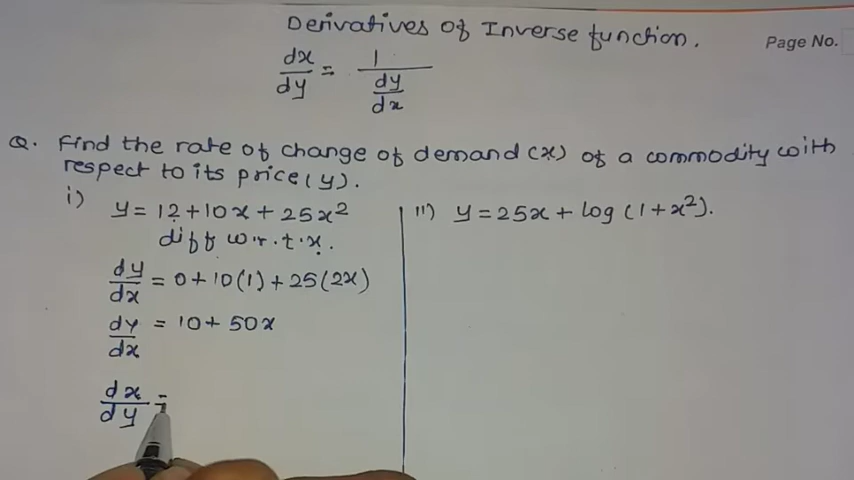 Derivatives of Inverse function.
Page No.
dx/dy = 1/(dy/dx)
Q. Find the rate of change of demand (x) of a commodity with
respect to its price (y).
i) y = 12 + 10x + 25x²
diff w.r.t.x.
dy/dx = 0 + 10(1) + 25(2x)
dy/dx = 10 + 50x
dx/dy =
ii) y = 25x + log (1 + x²).